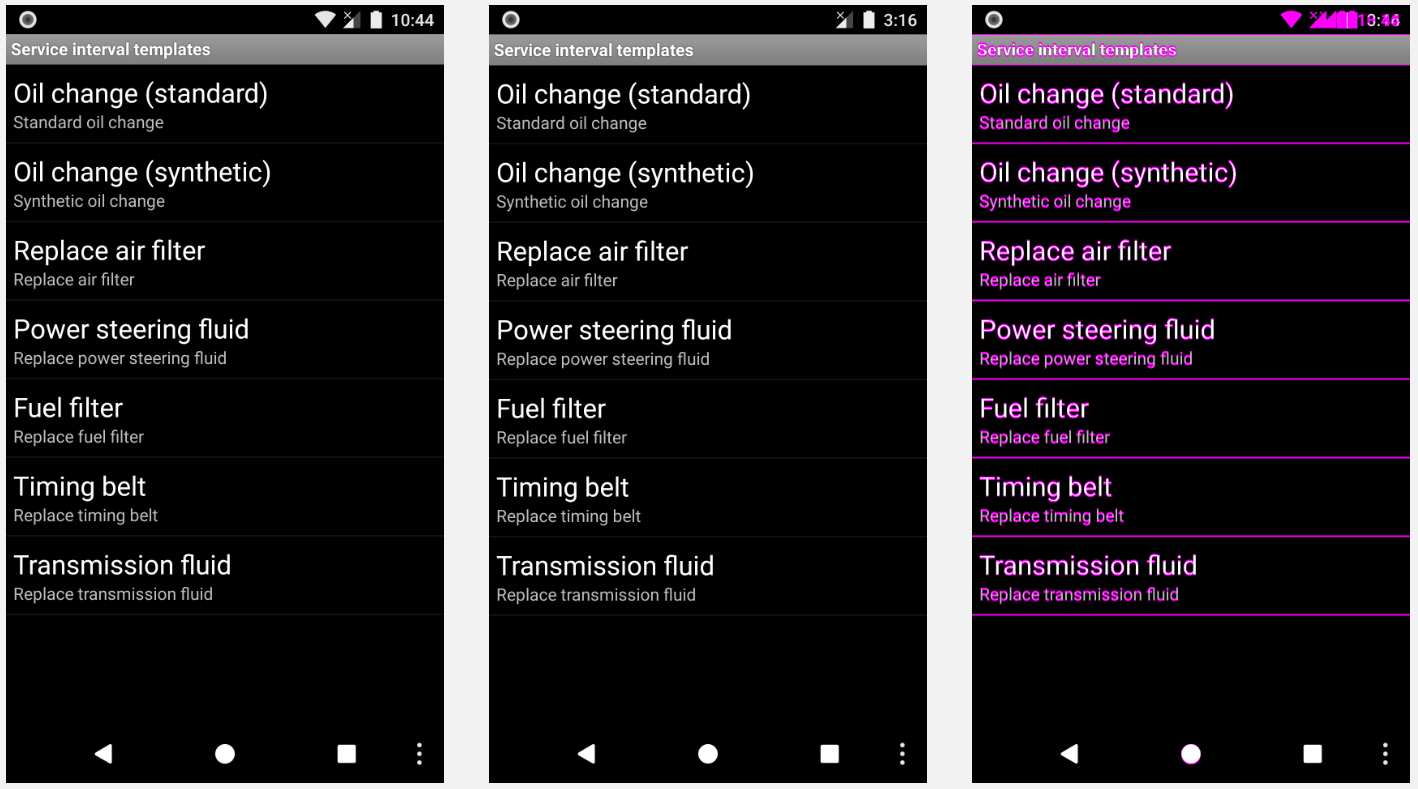 10:44
Service interval templates
Oil change (standard)
Standard oil change
Oil change (synthetic)
Synthetic oil change
Replace air filter
Replace air filter
Power steering fluid
Replace power steering fluid
Fuel filter
Replace fuel filter
Timing belt
Replace timing belt
Transmission fluid
Replace transmission fluid
3:16
Service interval templates
Oil change (standard)
Standard oil change
Oil change (synthetic)
Synthetic oil change
Replace air filter
Replace air filter
Power steering fluid
Replace power steering fluid
Fuel filter
Replace fuel filter
Timing belt
Replace timing belt
Transmission fluid
Replace transmission fluid
Service interval templates
Oil change (standard)
Standard oil change
Oil change (synthetic)
Synthetic oil change
Replace air filter
Replace air filter
Power steering fluid
Replace power steering fluid
Fuel filter
Replace fuel filter
Timing belt
Replace timing belt
Transmission fluid
Replace transmission fluid